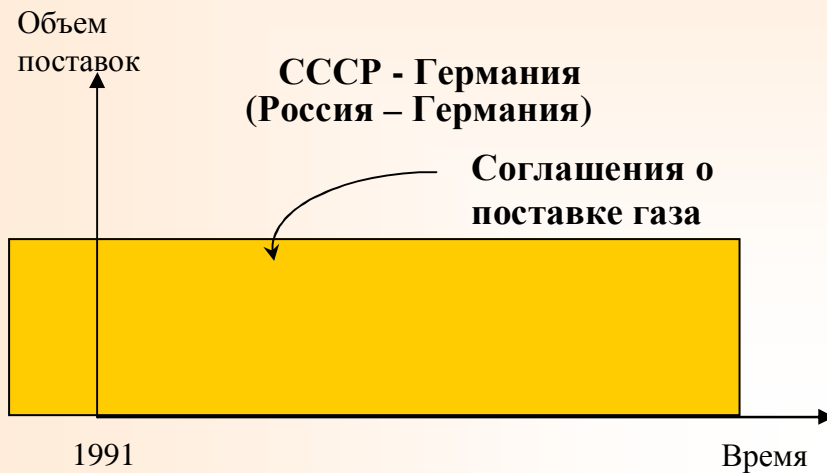 Объем
поставок
СССР - Германия
(Россия – Германия)
Соглашения о
поставке газа
1991
Время